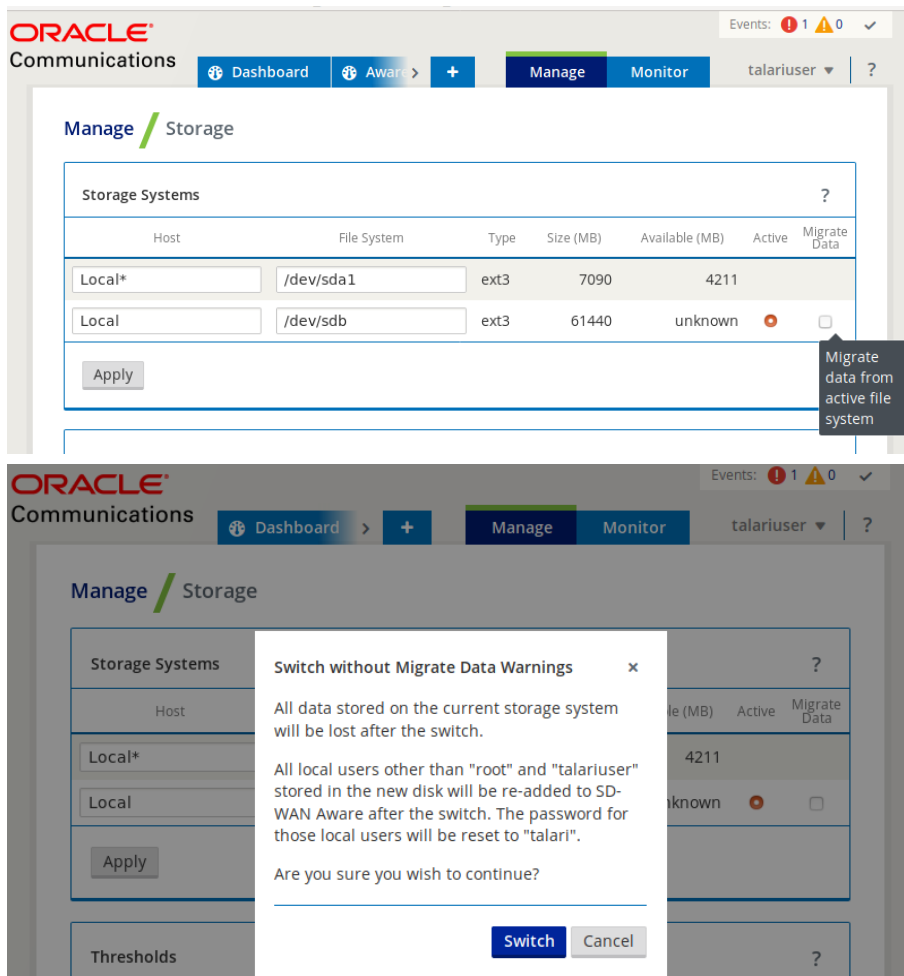 ORACLE
Communications
Events: 1 0
Dashboard Aware + Manage Monitor talariuser ?
Manage / Storage
Storage Systems ?
Host File System Type Size (MB) Available (MB) Active Migrate Data
Local* /dev/sda1 ext3 7090 4211
Local /dev/sdb ext3 61440 unknown
Apply
Migrate
data from
active file
system
ORACLE
Communications
Events: 1 0
Dashboard > + Manage Monitor talariuser ?
Manage / Storage
Storage Systems ?
Host (MB) Active Migrate Data
Local* 4211
Local
Apply
Switch without Migrate Data Warnings ×
All data stored on the current storage system
will be lost after the switch.
All local users other than "root" and "talariuser"
stored in the new disk will be re-added to SD-
WAN Aware after the switch. The password for
those local users will be reset to "talari".
Are you sure you wish to continue?
Switch Cancel
Thresholds ?